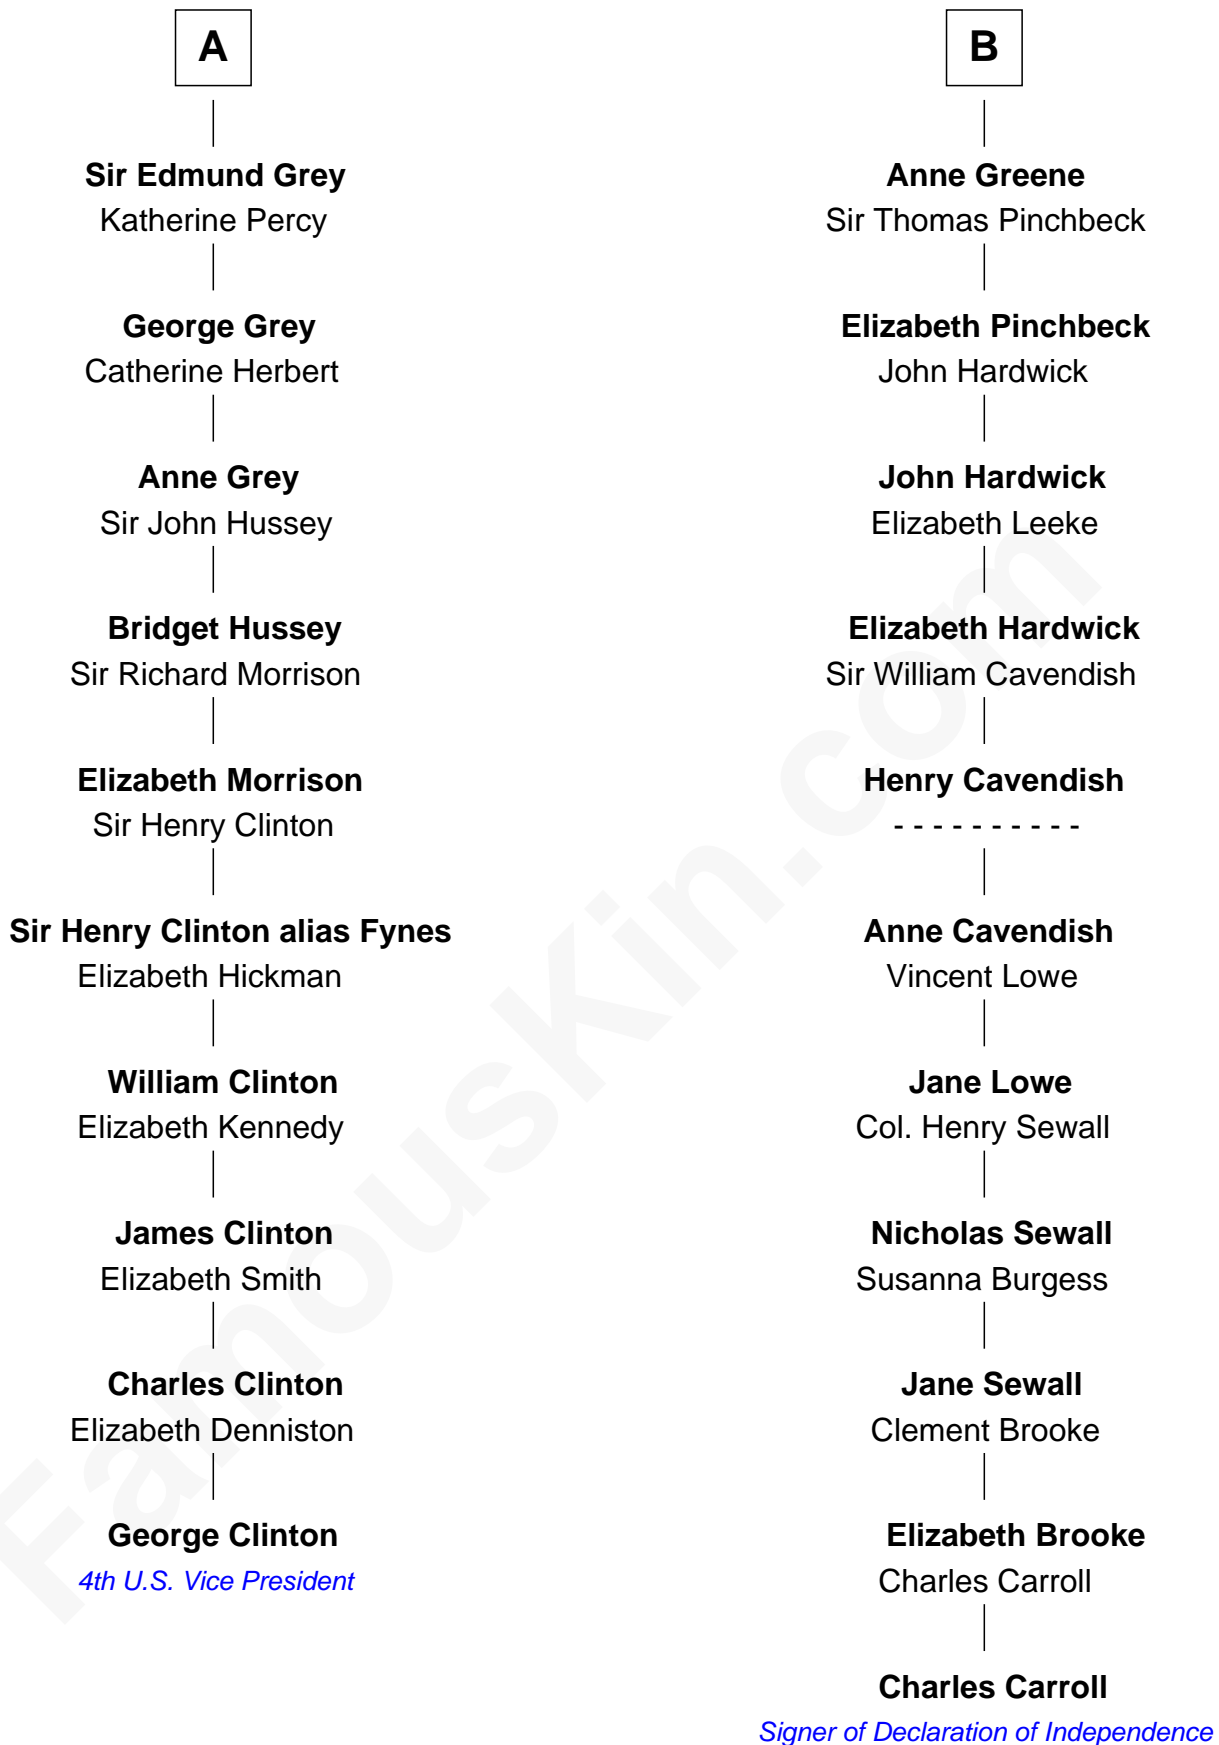 A
Sir Edmund Grey
Katherine Percy
George Grey
Catherine Herbert
Anne Grey
Sir John Hussey
Bridget Hussey
Sir Richard Morrison
Elizabeth Morrison
Sir Henry Clinton
Sir Henry Clinton alias Fynes
Elizabeth Hickman
William Clinton
Elizabeth Kennedy
James Clinton
Elizabeth Smith
Charles Clinton
Elizabeth Denniston
George Clinton
4th U.S. Vice President
B
Anne Greene
Sir Thomas Pinchbeck
Elizabeth Pinchbeck
John Hardwick
John Hardwick
Elizabeth Leeke
Elizabeth Hardwick
Sir William Cavendish
Henry Cavendish
- - - - - - - - - -
Anne Cavendish
Vincent Lowe
Jane Lowe
Col. Henry Sewall
Nicholas Sewall
Susanna Burgess
Jane Sewall
Clement Brooke
Elizabeth Brooke
Charles Carroll
Charles Carroll
Signer of Declaration of Independence
FamousKin.com